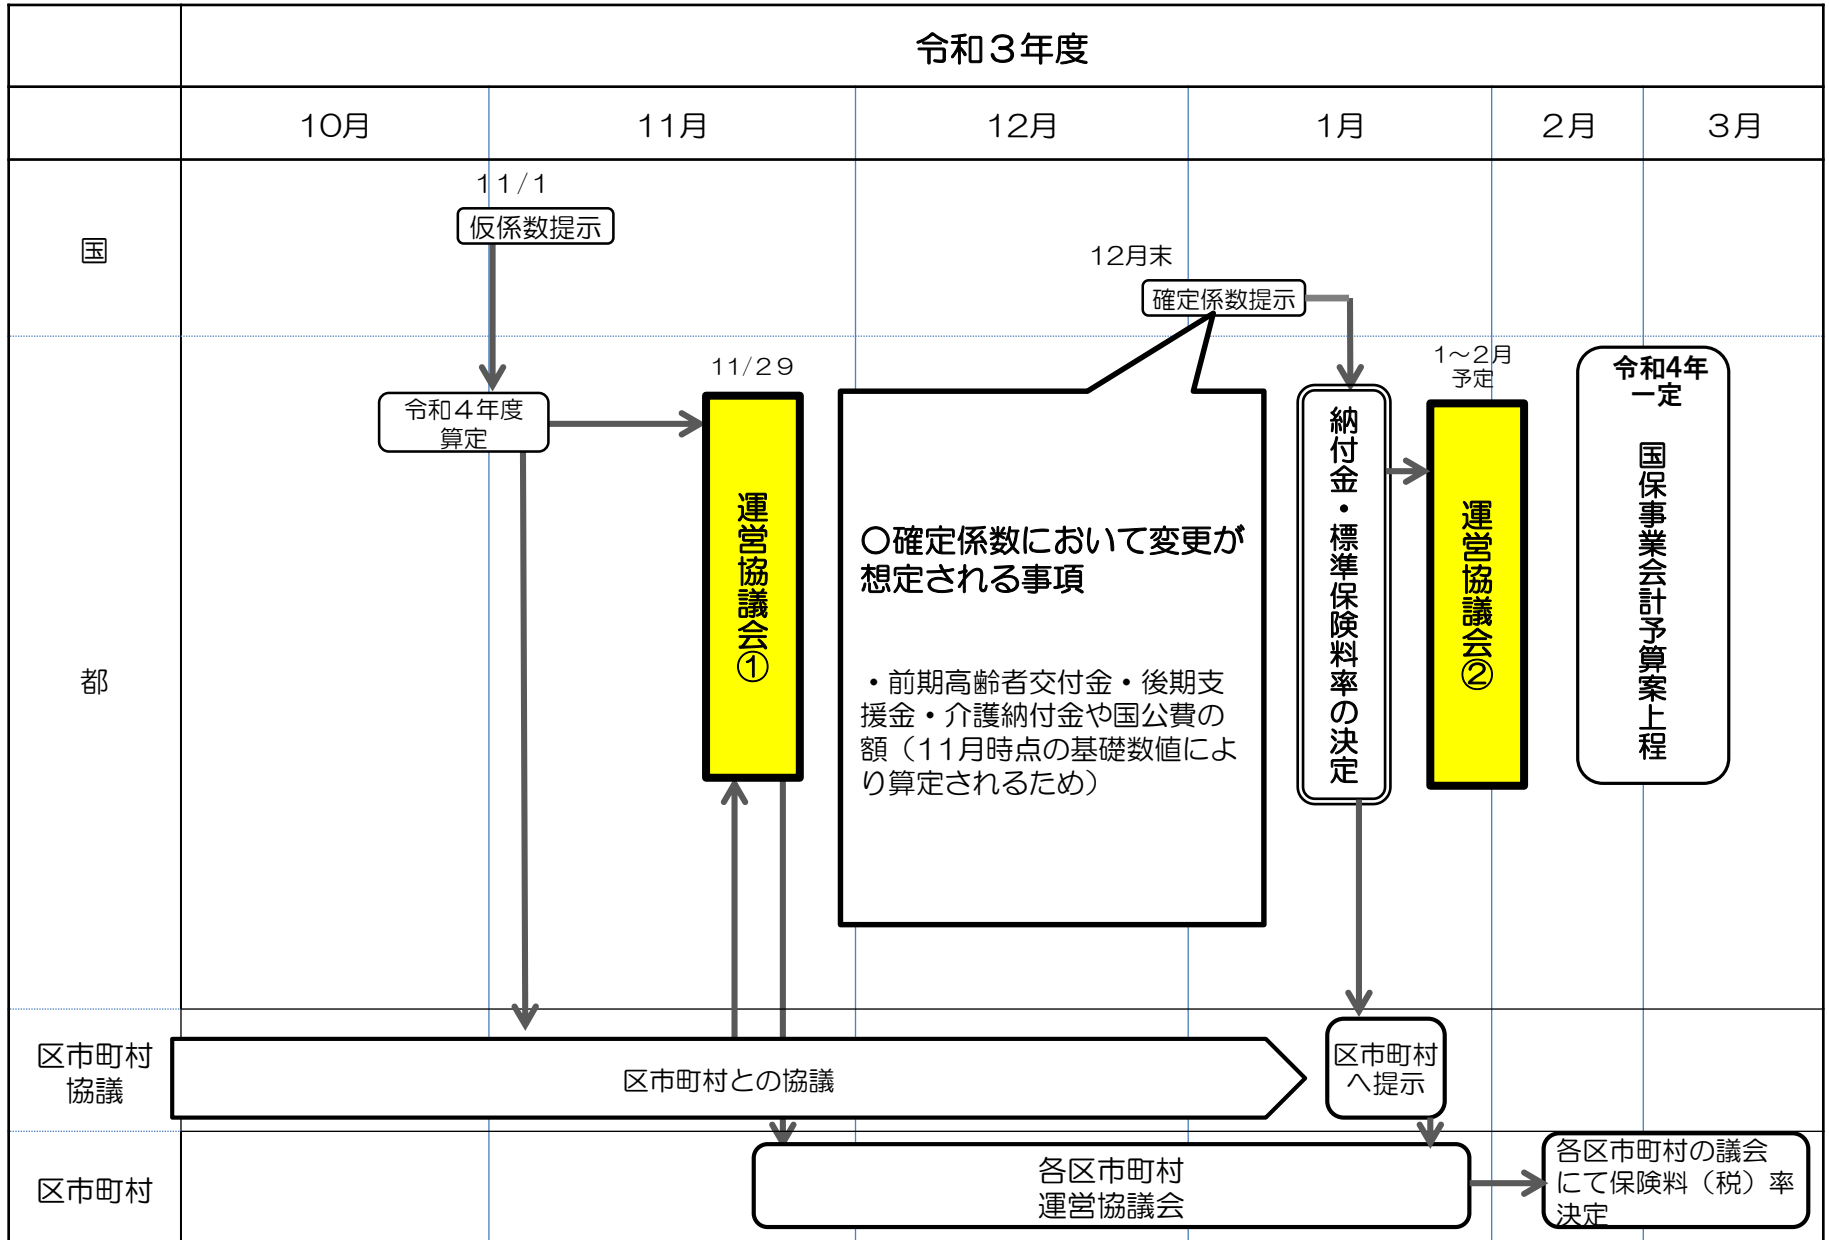 令和３年度
10月
11月
12月
1月
２月
３月
国
11/1
仮係数提示
12月末
確定係数提示
都
令和４年度
算定
11/29
運営協議会①
〇確定係数において変更が
想定される事項
・前期高齢者交付金・後期支
援金・介護納付金や国公費の
額（11月時点の基礎数値によ
り算定されるため）
納付金・標準保険料率の決定
1～2月
予定
運営協議会②
令和4年
一定
国保事業会計予算案上程
区市町村
協議
区市町村との協議
区市町村
へ提示
区市町村
各区市町村
運営協議会
各区市町村の議会
にて保険料（税）率
決定